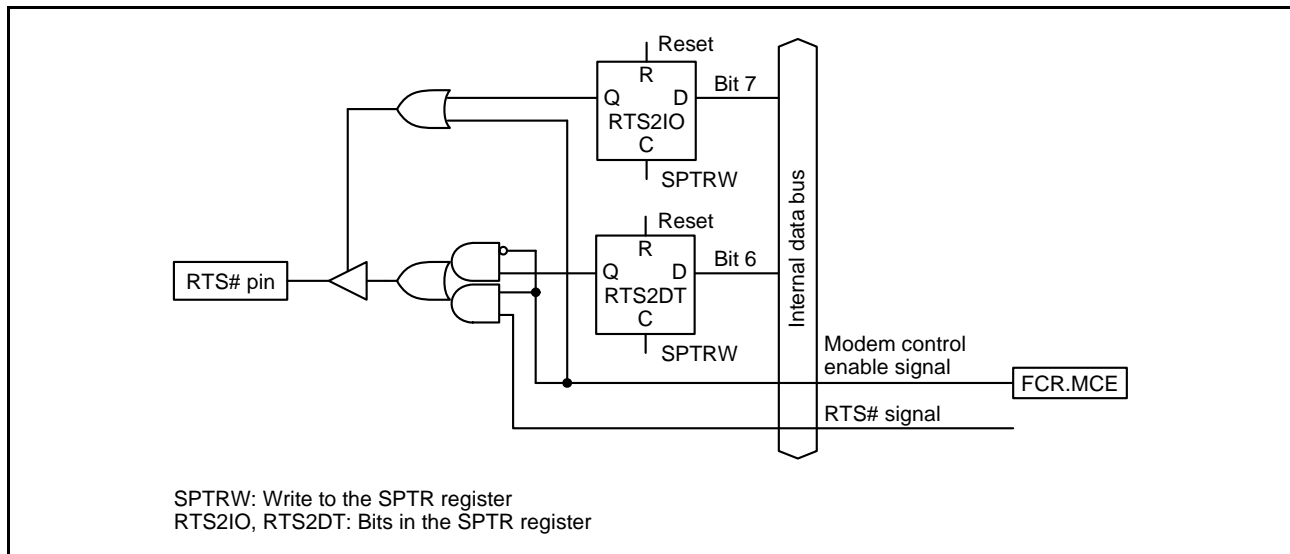 Reset
R
Bit 7
Q D
RTS2IO
C
SPTRW
Reset
R
Bit 6
Q D
RTS2DT
C
SPTRW
RTS# pin
Internal data bus
Modem control
enable signal
FCR.MCE
RTS# signal
SPTRW: Write to the SPTR register
RTS2IO, RTS2DT: Bits in the SPTR register